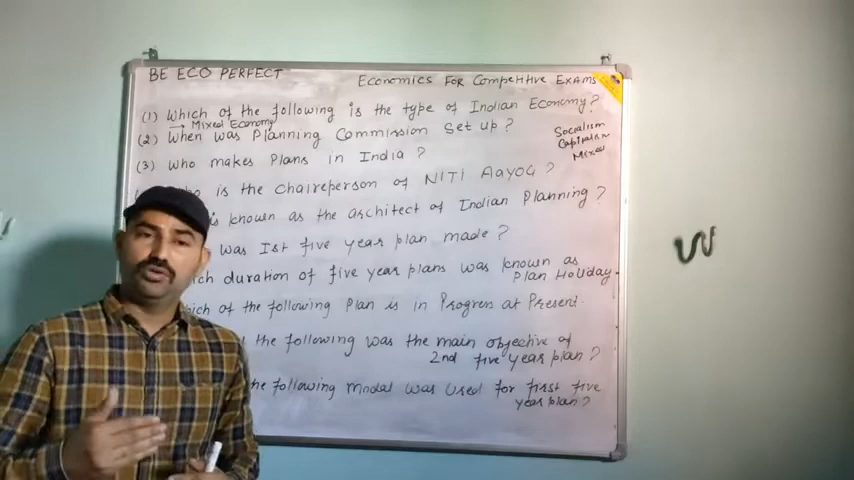 BE ECO PERFECT
ECONOMICS FOR COMPETITIVE EXAMS
(1) Which of the following is the type of Indian Economy?
→ Mixed Economy
(2) When was Planning Commission Set up?
Socialism
Capitalism
Mixed
(3) Who makes Plans in India?
is the chaireperson of NITI AAYOG?
is known as the architect of Indian Planning?
was Ist five year plan made?
duration of five year plans was known as
Plan Holiday.
of the following Plan is in Progress at Present.
the following was the main objective of
2nd five year plan?
the following modal was used for first five
year plan?